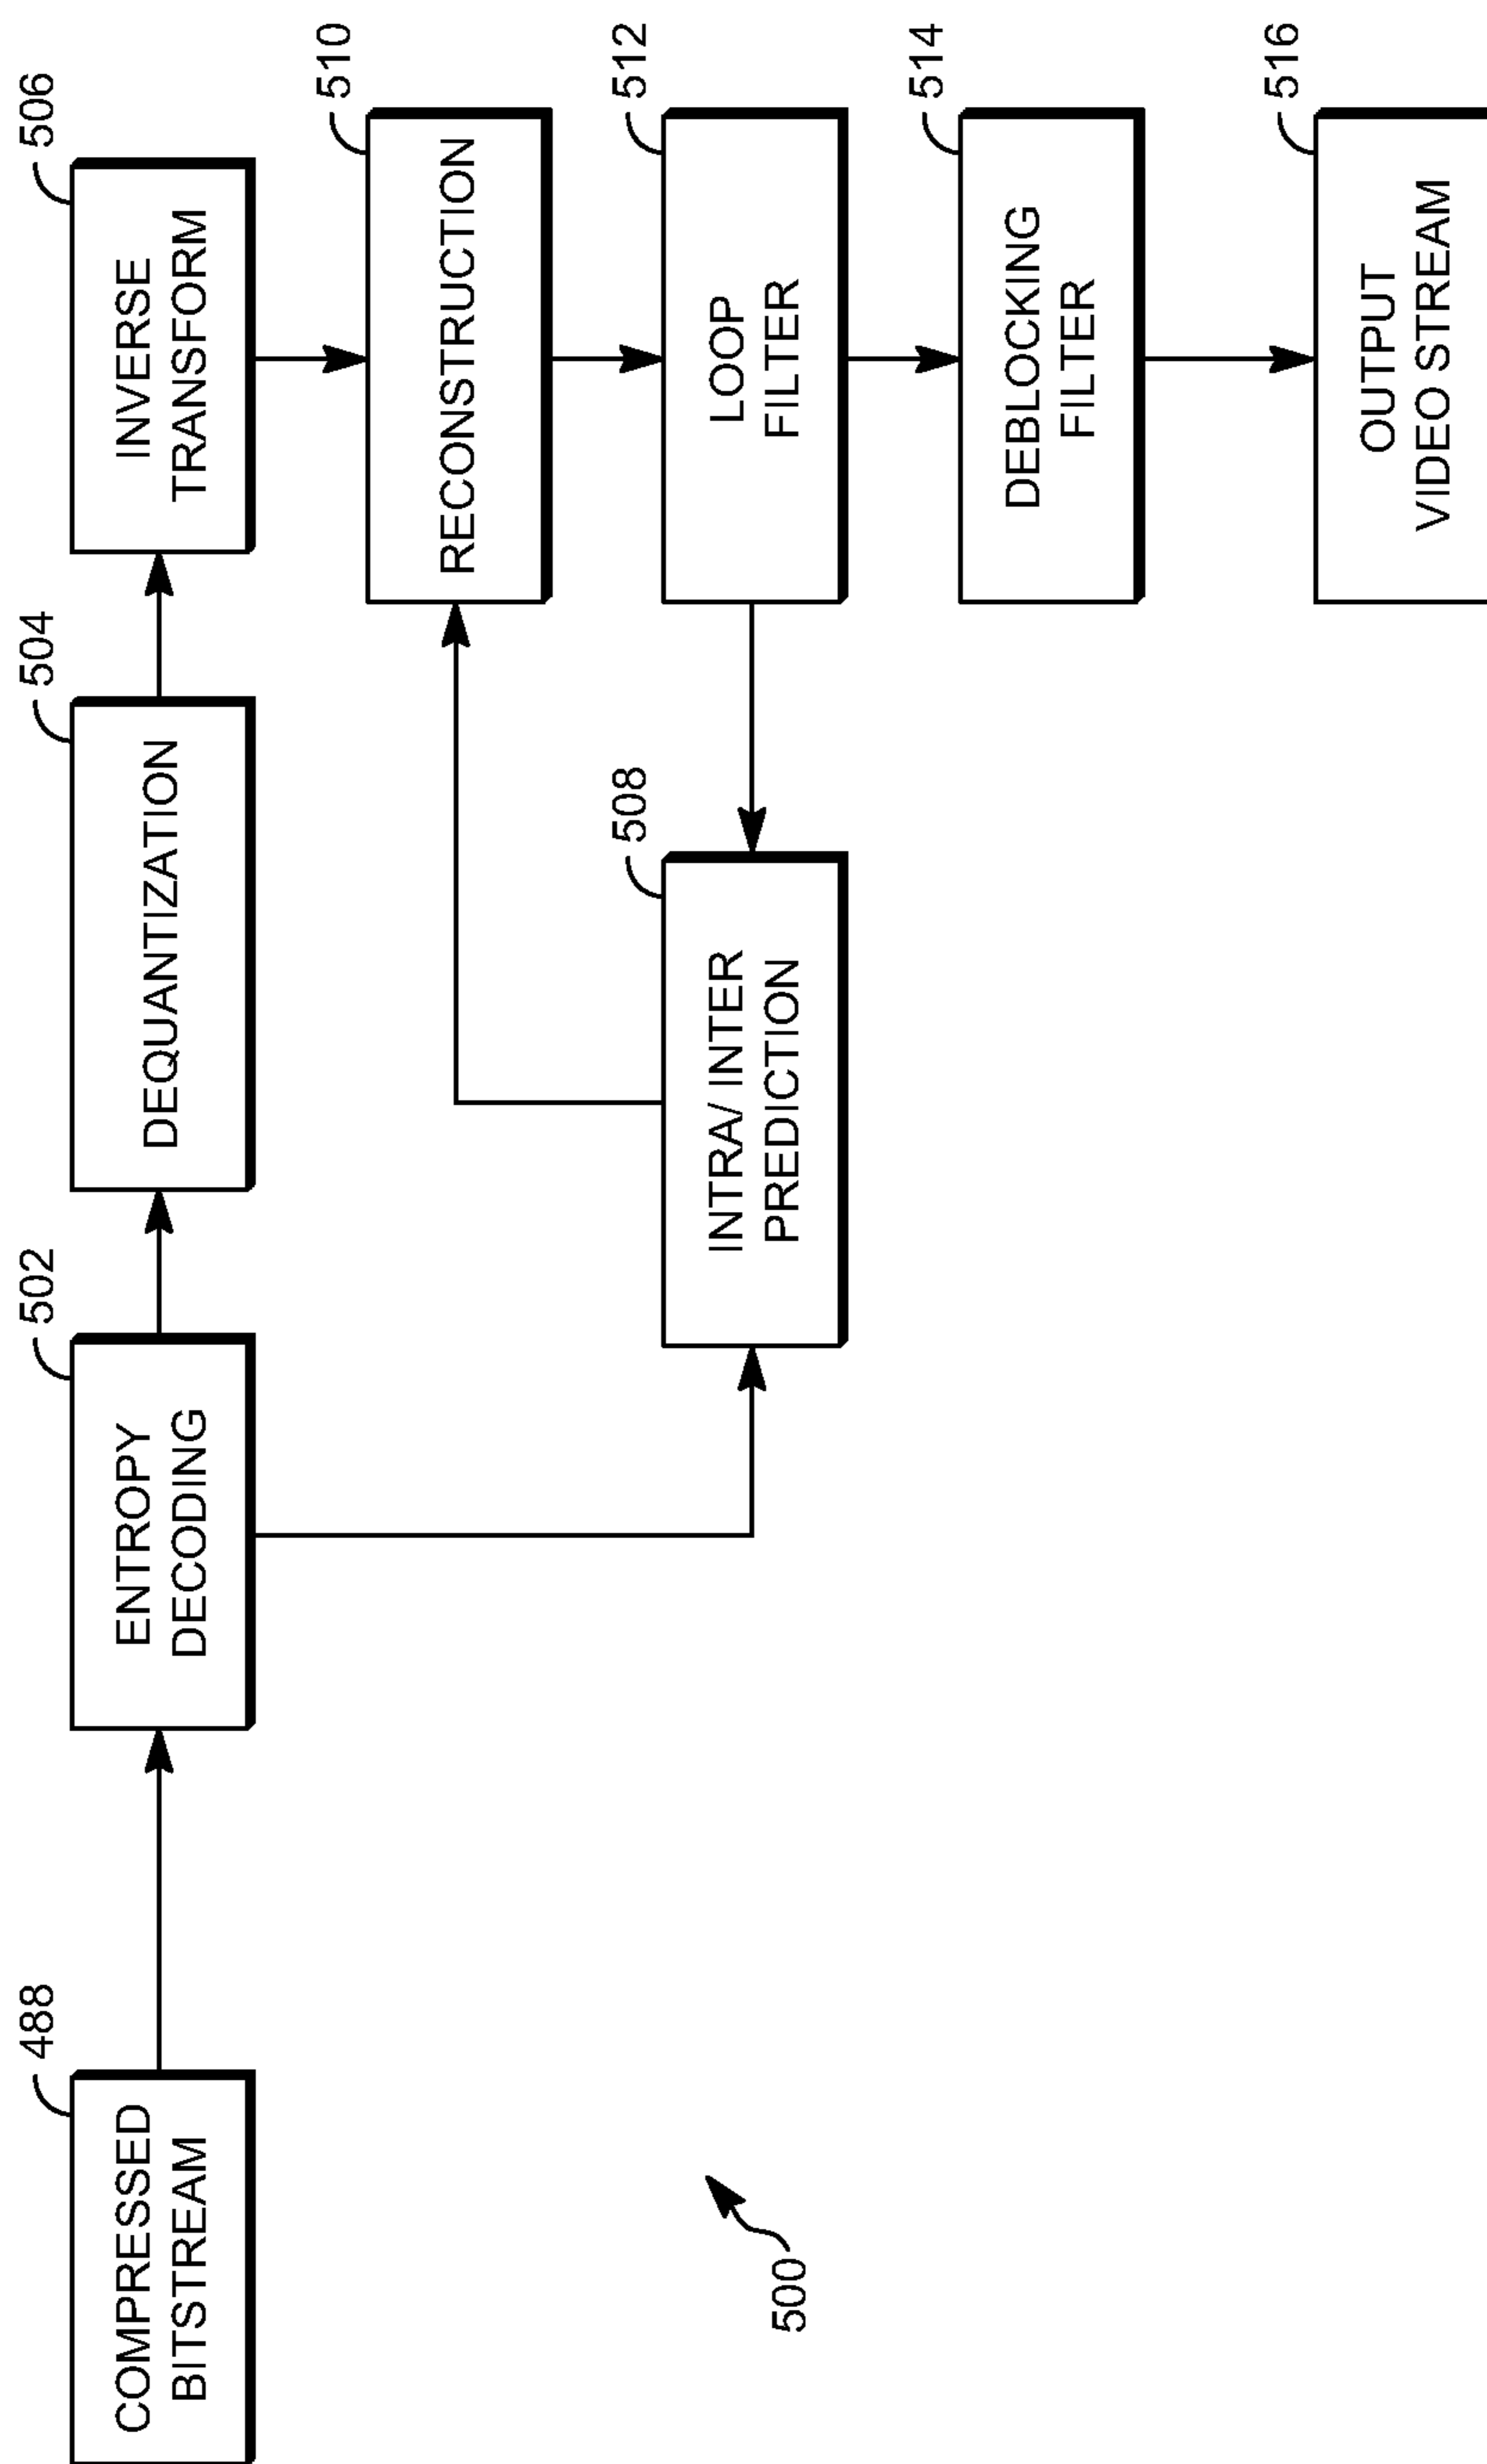 488
COMPRESSED
BITSTREAM
502
ENTROPY
DECODING
504
DEQUANTIZATION
506
INVERSE
TRANSFORM
510
RECONSTRUCTION
508
INTRA/ INTER
PREDICTION
512
LOOP
FILTER
514
DEBLOCKING
FILTER
516
OUTPUT
VIDEO STREAM
500